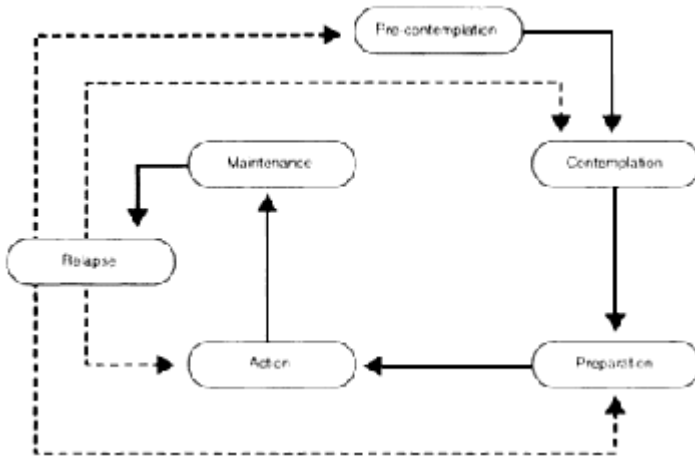 Pre-contemplation
Maintenance
Contemplation
Relapse
Action
Preparation